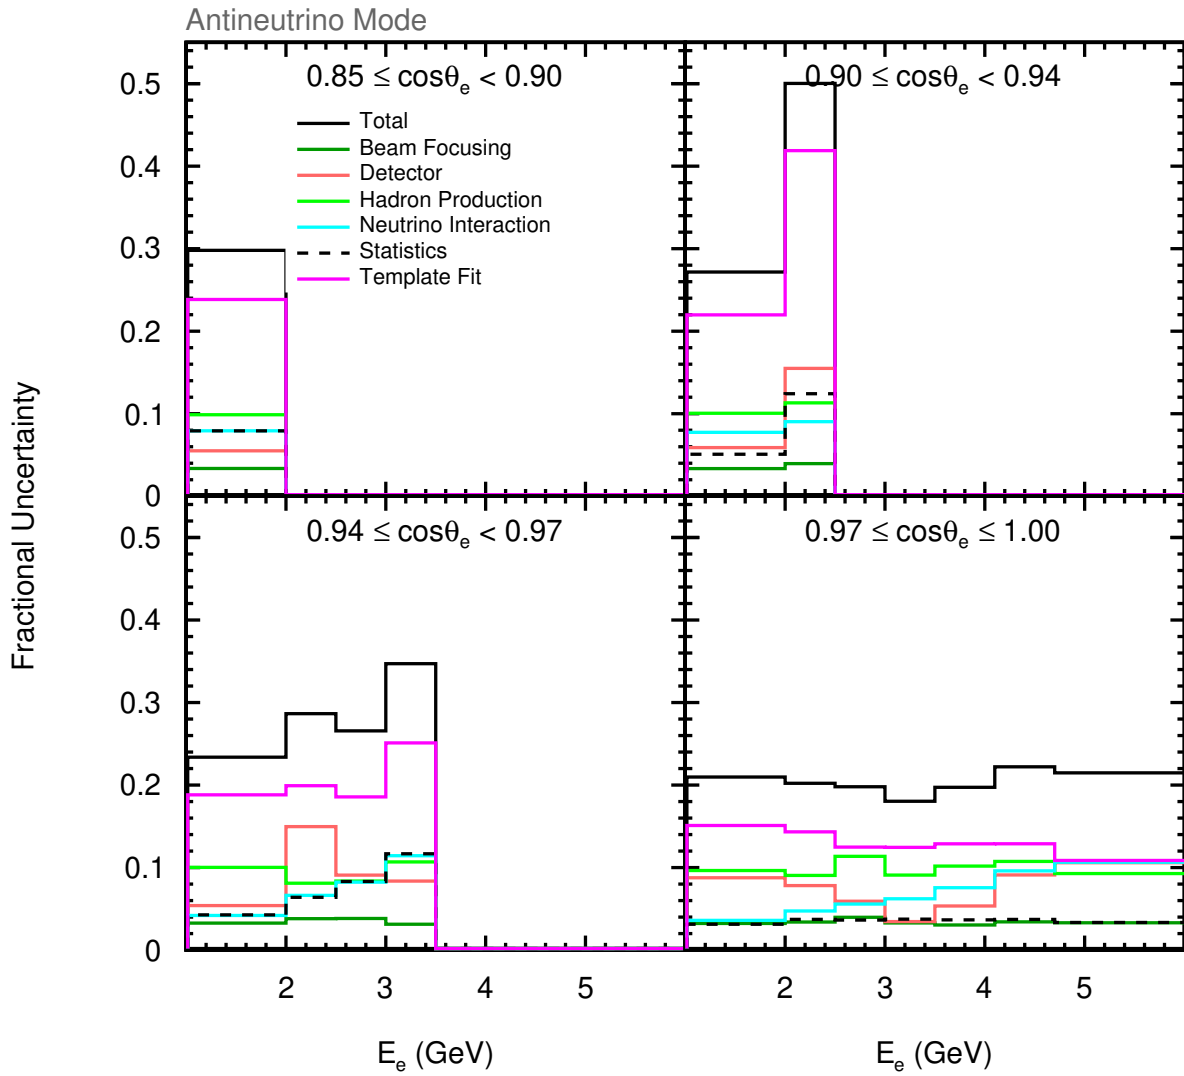 Antineutrino Mode
0.85 ≤ cosθe < 0.90
0.90 ≤ cosθe < 0.94
Total
Beam Focusing
Detector
Hadron Production
Neutrino Interaction
Statistics
Template Fit
0.5
0.4
0.3
0.2
0.1
0
Fractional Uncertainty
0.94 ≤ cosθe < 0.97
0.97 ≤ cosθe ≤ 1.00
0.5
0.4
0.3
0.2
0.1
0
2 3 4 5
2 3 4 5
Ee (GeV)
Ee (GeV)